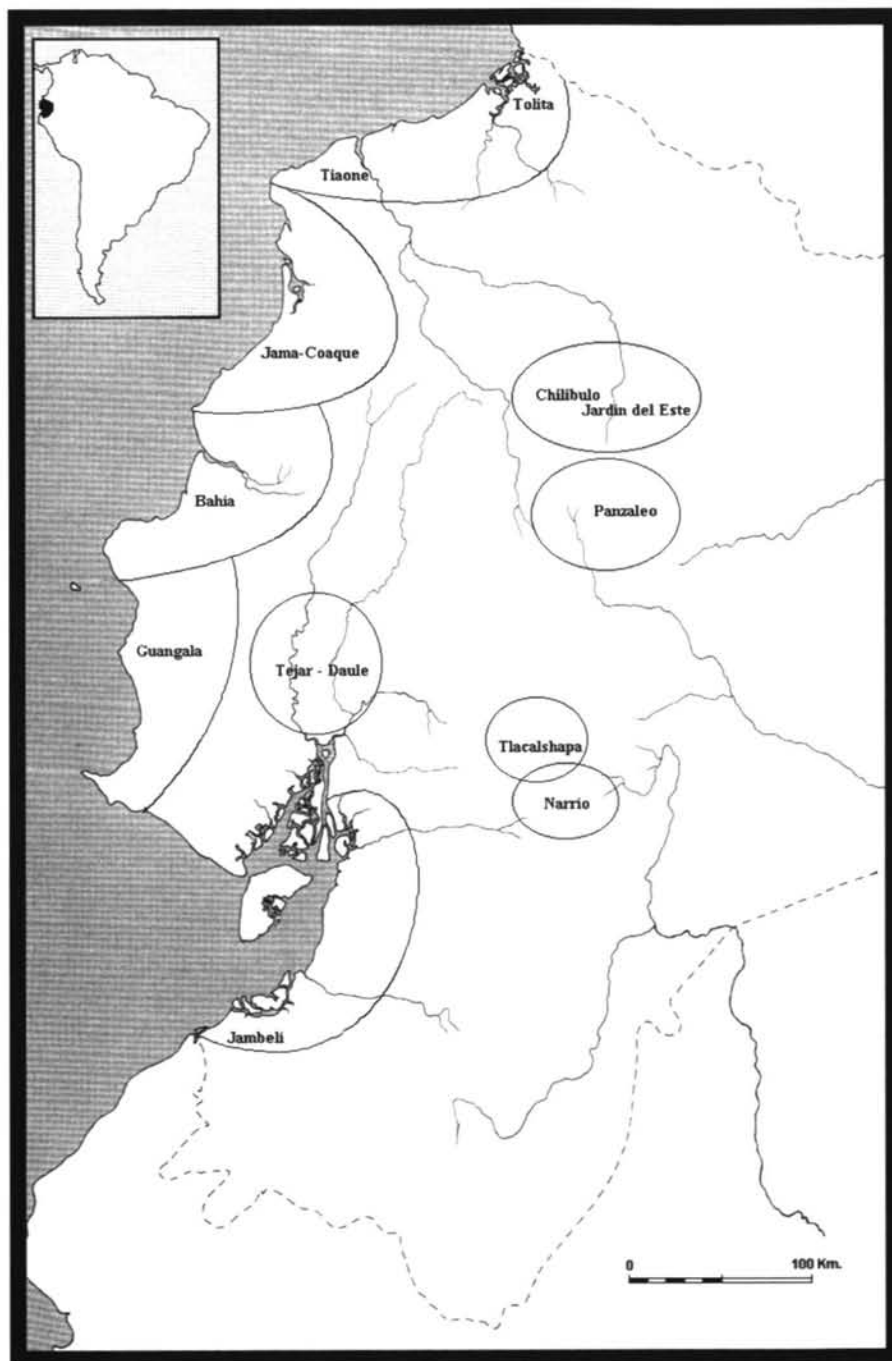 Tolita
Tiaone
Jama-Coaque
Chilibulo
Jardin del Este
Bahia
Panzaleo
Guangala
Tejar - Daule
Tlacalshapa
Narrio
Jambeli
0 100 Km.